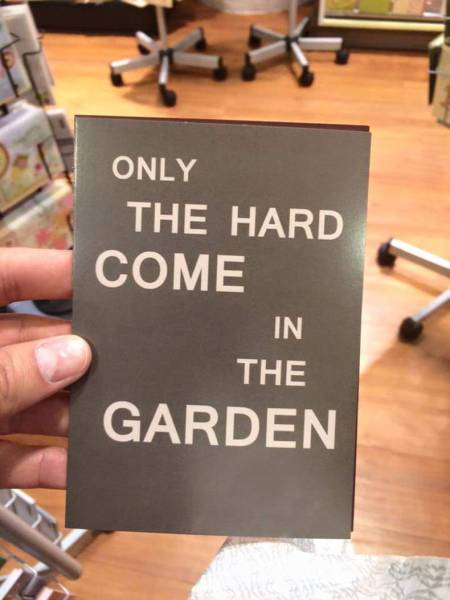 ONLY
THE HARD
COME
IN
THE
GARDEN